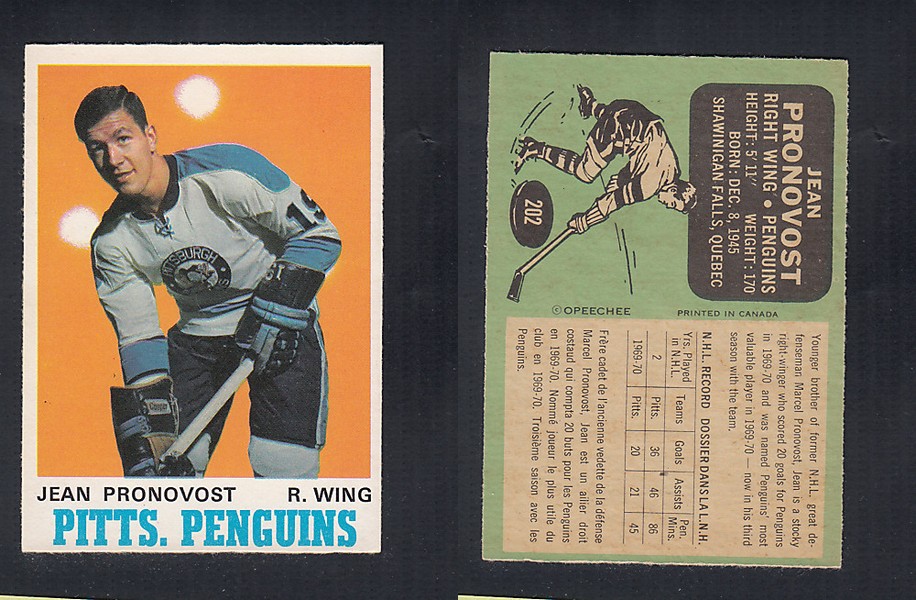 PITTSBURGH
JEAN PRONOVOST R. WING
PITTS. PENGUINS
202
JEAN
PRONOVOST
RIGHT WING • PENGUINS
HEIGHT: 5'11" WEIGHT: 170
BORN: DEC. 8, 1945
SHAWINIGAN FALLS, QUEBEC
© OPEECHEE PRINTED IN CANADA
Younger brother of former N.H.L. great de-
fenseman Marcel Pronovost, Jean is a stocky
right-winger who scored 20 goals for Penguins
in 1969-70 and was named Penguins' most
valuable player in 1969-70 — now in his third
season with the team.
N.H.L. RECORD DOSSIER DANS LA L.N.H.
Yrs. Played in N.H.L. Teams Goals Assists Pen. Mins.
2 Pitts. 36 46 86
1969-70 Pitts. 20 21 45
Frère cadet de l'ancienne vedette de la défense
Marcel Pronovost, Jean est un ailier droit
costaud qui compta 20 buts pour les Penguins
en 1969-70. Nommé joueur le plus utile du
club en 1969-70. Troisième saison avec les
Penguins.